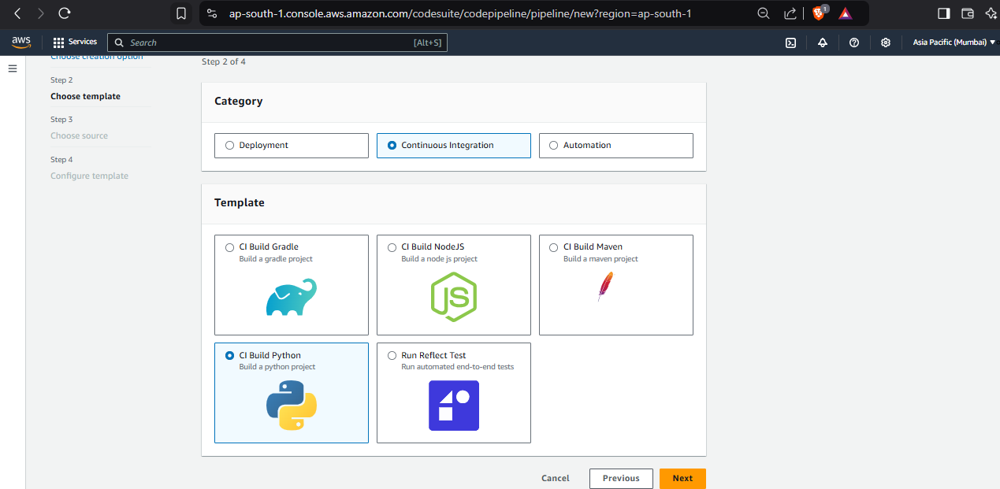 ap-south-1.console.aws.amazon.com/codesuite/codepipeline/pipeline/new?region=ap-south-1
1
aws
Services
Search
[Alt+S]
Asia Pacific (Mumbai)
Choose creation option
Step 2
Choose template
Step 3
Choose source
Step 4
Configure template
Step 2 of 4
Category
Deployment
Continuous Integration
Automation
Template
CI Build Gradle
Build a gradle project
CI Build NodeJS
Build a node js project
JS
CI Build Maven
Build a maven project
CI Build Python
Build a python project
Run Reflect Test
Run automated end-to-end tests
Cancel
Previous
Next